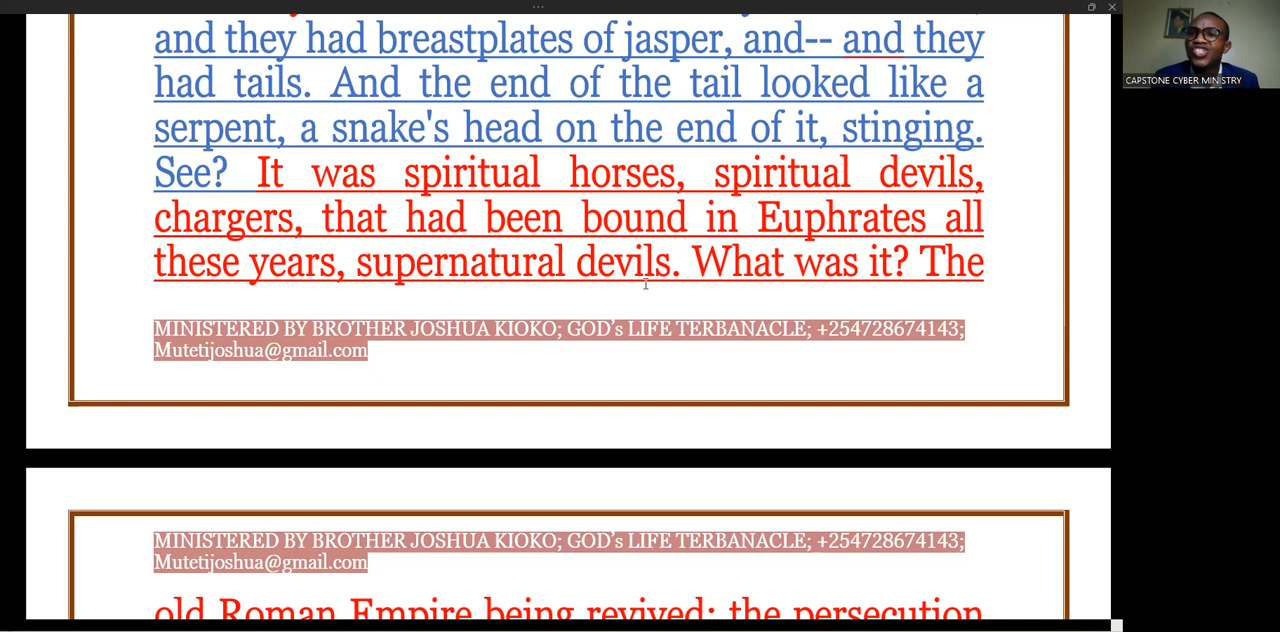 and they had breastplates of jasper, and-- and they
had tails. And the end of the tail looked like a
serpent, a snake's head on the end of it, stinging.
See? It was spiritual horses, spiritual devils,
chargers, that had been bound in Euphrates all
these years, supernatural devils. What was it? The
MINISTERED BY BROTHER JOSHUA KIOKO; GOD's LIFE TERBANACLE; +254728674143;
Mutetijoshua@gmail.com
MINISTERED BY BROTHER JOSHUA KIOKO; GOD's LIFE TERBANACLE; +254728674143;
Mutetijoshua@gmail.com
old Roman Empire being revived; the persecution
CAPSTONE CYBER MINISTRY